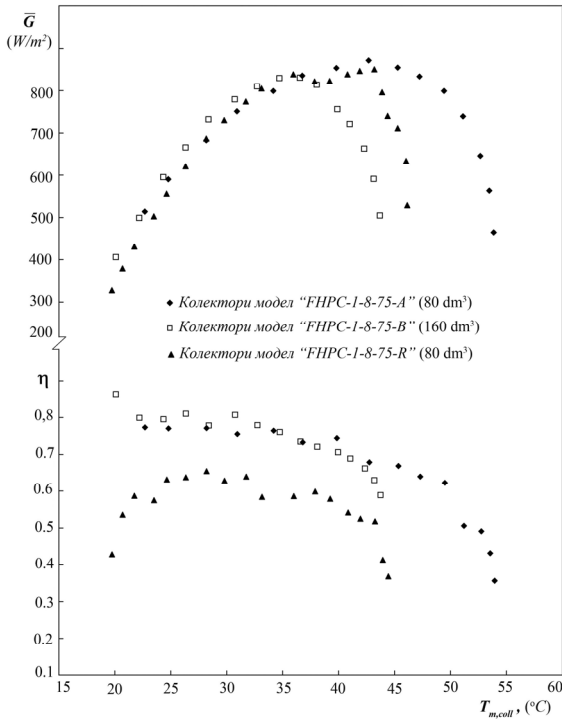 G̅
(W/m²)
800
700
600
500
400
300
200
Колектори модел “FHPC-1-8-75-A” (80 dm³)
Колектори модел “FHPC-1-8-75-B” (160 dm³)
Колектори модел “FHPC-1-8-75-R” (80 dm³)
η
0,8
0.7
0.6
0.5
0.4
0.3
0.2
0.1
15 20 25 30 35 40 45 50 55 60
T_m,coll , (°C)